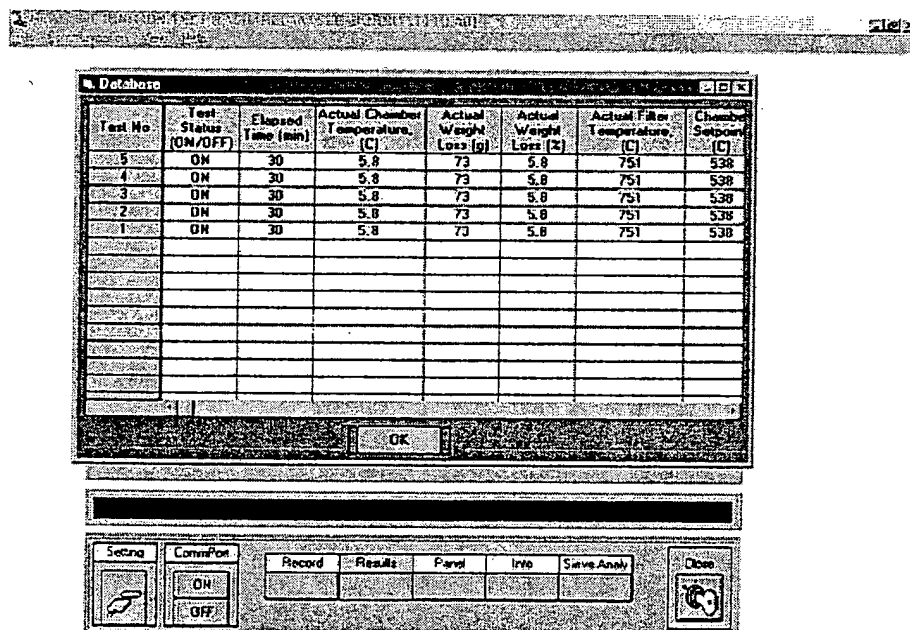 Database
Test No Test Status (ON/OFF) Elapsed Time (min) Actual Chamber Temperature, (C) Actual Weight Loss (g) Actual Weight Loss (%) Actual Filter Temperature, (C) Chamber Setpoint (C)
5 ON 30 5.8 73 5.8 751 538
4 ON 30 5.8 73 5.8 751 538
3 ON 30 5.8 73 5.8 751 538
2 ON 30 5.8 73 5.8 751 538
1 ON 30 5.8 73 5.8 751 538
OK
Setting CommPort Record Results Panel Info Sieve Analy Close
ON
OFF